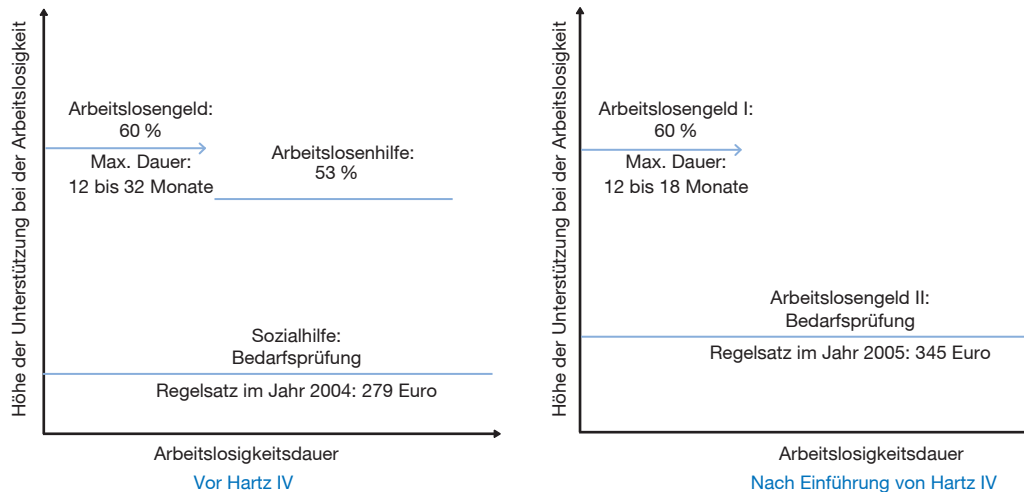 Höhe der Unterstützung bei der Arbeitslosigkeit
Arbeitslosengeld:
60 %
Max. Dauer:
12 bis 32 Monate
Arbeitslosenhilfe:
53 %
Sozialhilfe:
Bedarfsprüfung
Regelsatz im Jahr 2004: 279 Euro
Arbeitslosigkeitsdauer
Vor Hartz IV
Höhe der Unterstützung bei der Arbeitslosigkeit
Arbeitslosengeld I:
60 %
Max. Dauer:
12 bis 18 Monate
Arbeitslosengeld II:
Bedarfsprüfung
Regelsatz im Jahr 2005: 345 Euro
Arbeitslosigkeitsdauer
Nach Einführung von Hartz IV